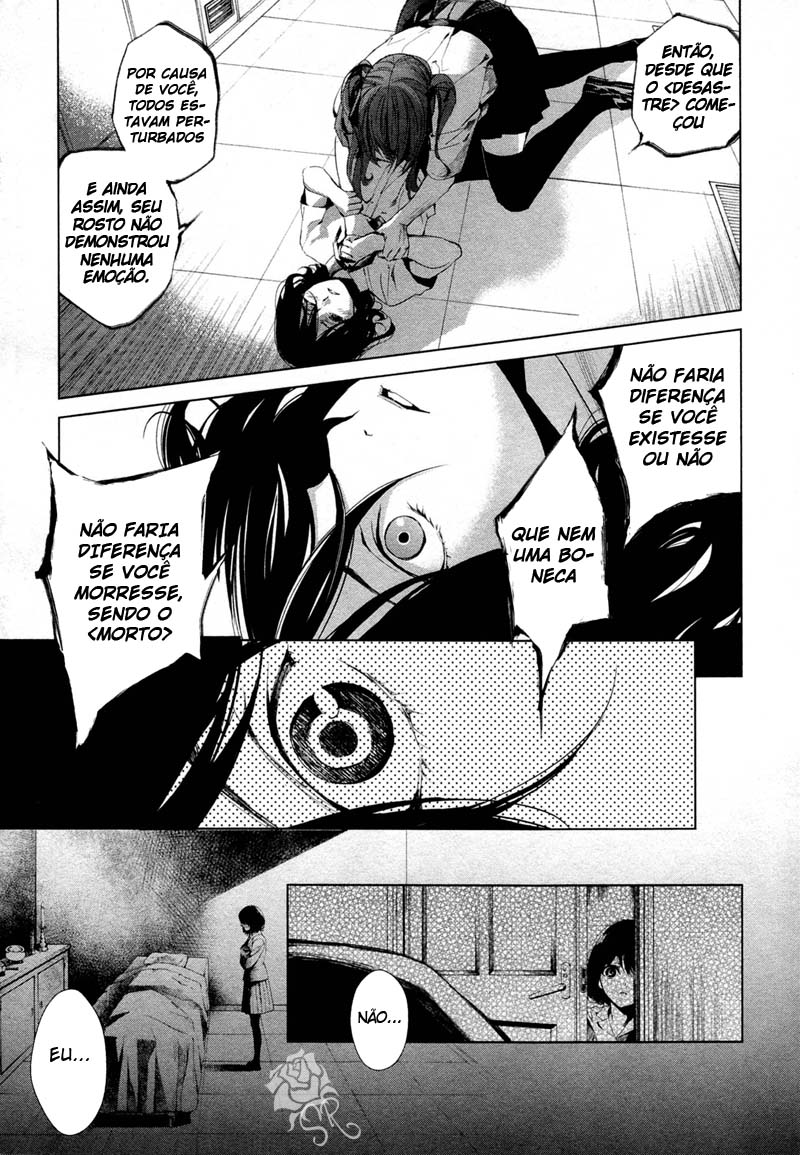 ENTÃO,
DESDE QUE
O <DESAS-
TRE> COME-
ÇOU
POR CAUSA
DE VOCÊ,
TODOS ES-
TAVAM PER-
TURBADOS
E AINDA
ASSIM, SEU
ROSTO NÃO
DEMONSTROU
NENHUMA
EMOÇÃO.
NÃO FARIA
DIFERENÇA
SE VOCÊ
EXISTESSE
OU NÃO
QUE NEM
UMA BO-
NECA
NÃO FARIA
DIFERENÇA
SE VOCÊ
MORRESSE,
SENDO O
<MORTO>
NÃO...
EU...
SR